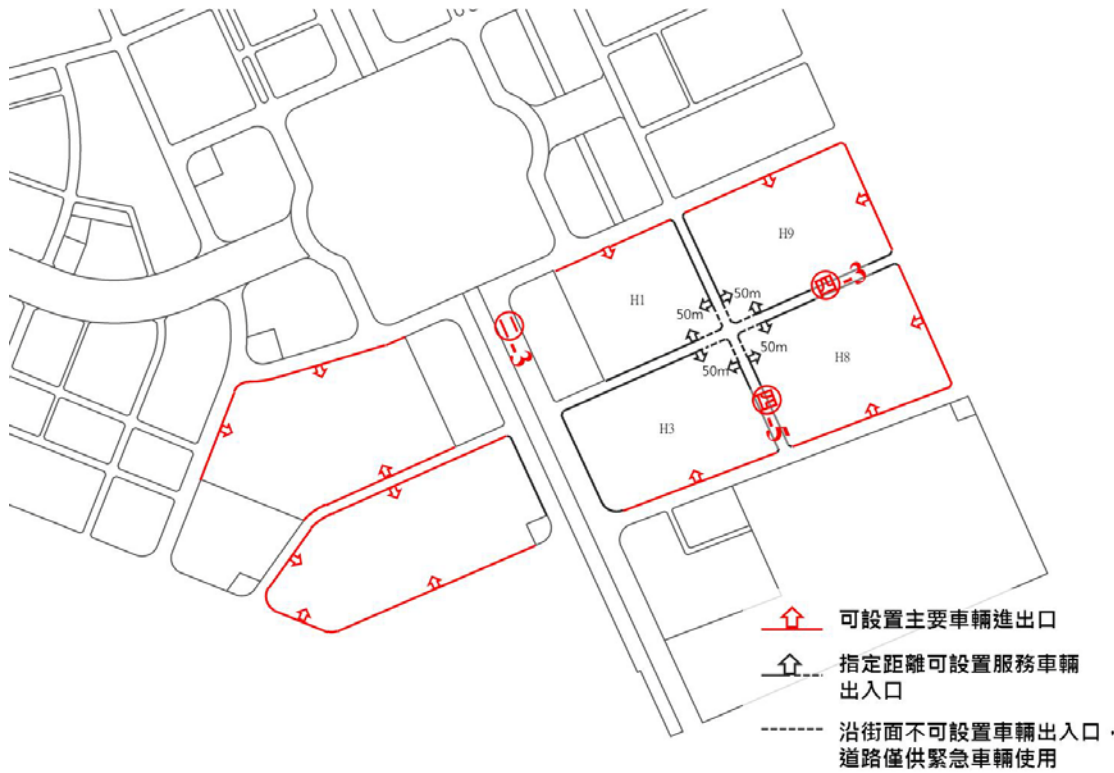 H9
四-3
50m
H1
50m
二-3
50m
H8
50m
四-5
H3
可設置主要車輛進出口
指定距離可設置服務車輛
出入口
沿街面不可設置車輛出入口，
道路僅供緊急車輛使用